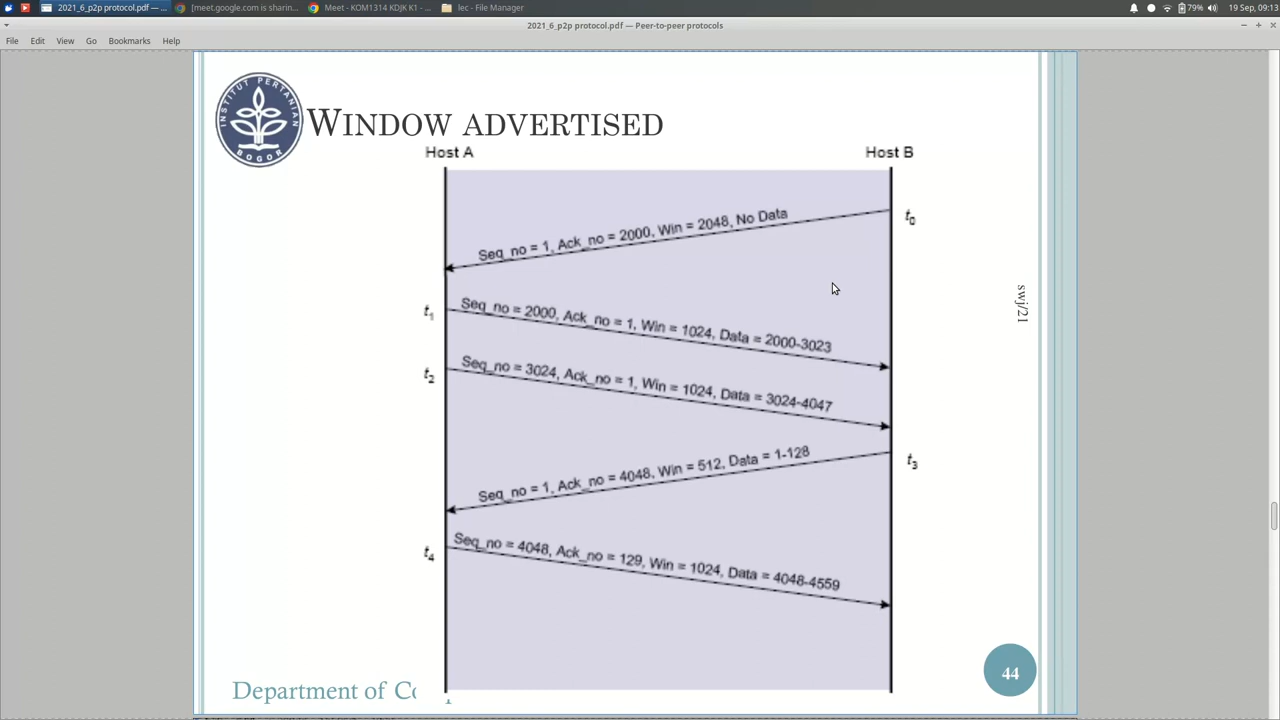 2021_6_p2p protocol.pdf — ...
[meet.google.com is sharin...
Meet - KOM1314 KDJK K1 - ...
lec - File Manager
79%
19 Sep, 09:13
2021_6_p2p protocol.pdf — Peer-to-peer protocols
File Edit View Go Bookmarks Help
INSTITUT PERTANIAN
BOGOR
WINDOW ADVERTISED
Host A
Host B
t0
Seq_no = 1, Ack_no = 2000, Win = 2048, No Data
t1
Seq_no = 2000, Ack_no = 1, Win = 1024, Data = 2000-3023
t2
Seq_no = 3024, Ack_no = 1, Win = 1024, Data = 3024-4047
t3
Seq_no = 1, Ack_no = 4048, Win = 512, Data = 1-128
t4
Seq_no = 4048, Ack_no = 129, Win = 1024, Data = 4048-4559
swj/21
44
Department of